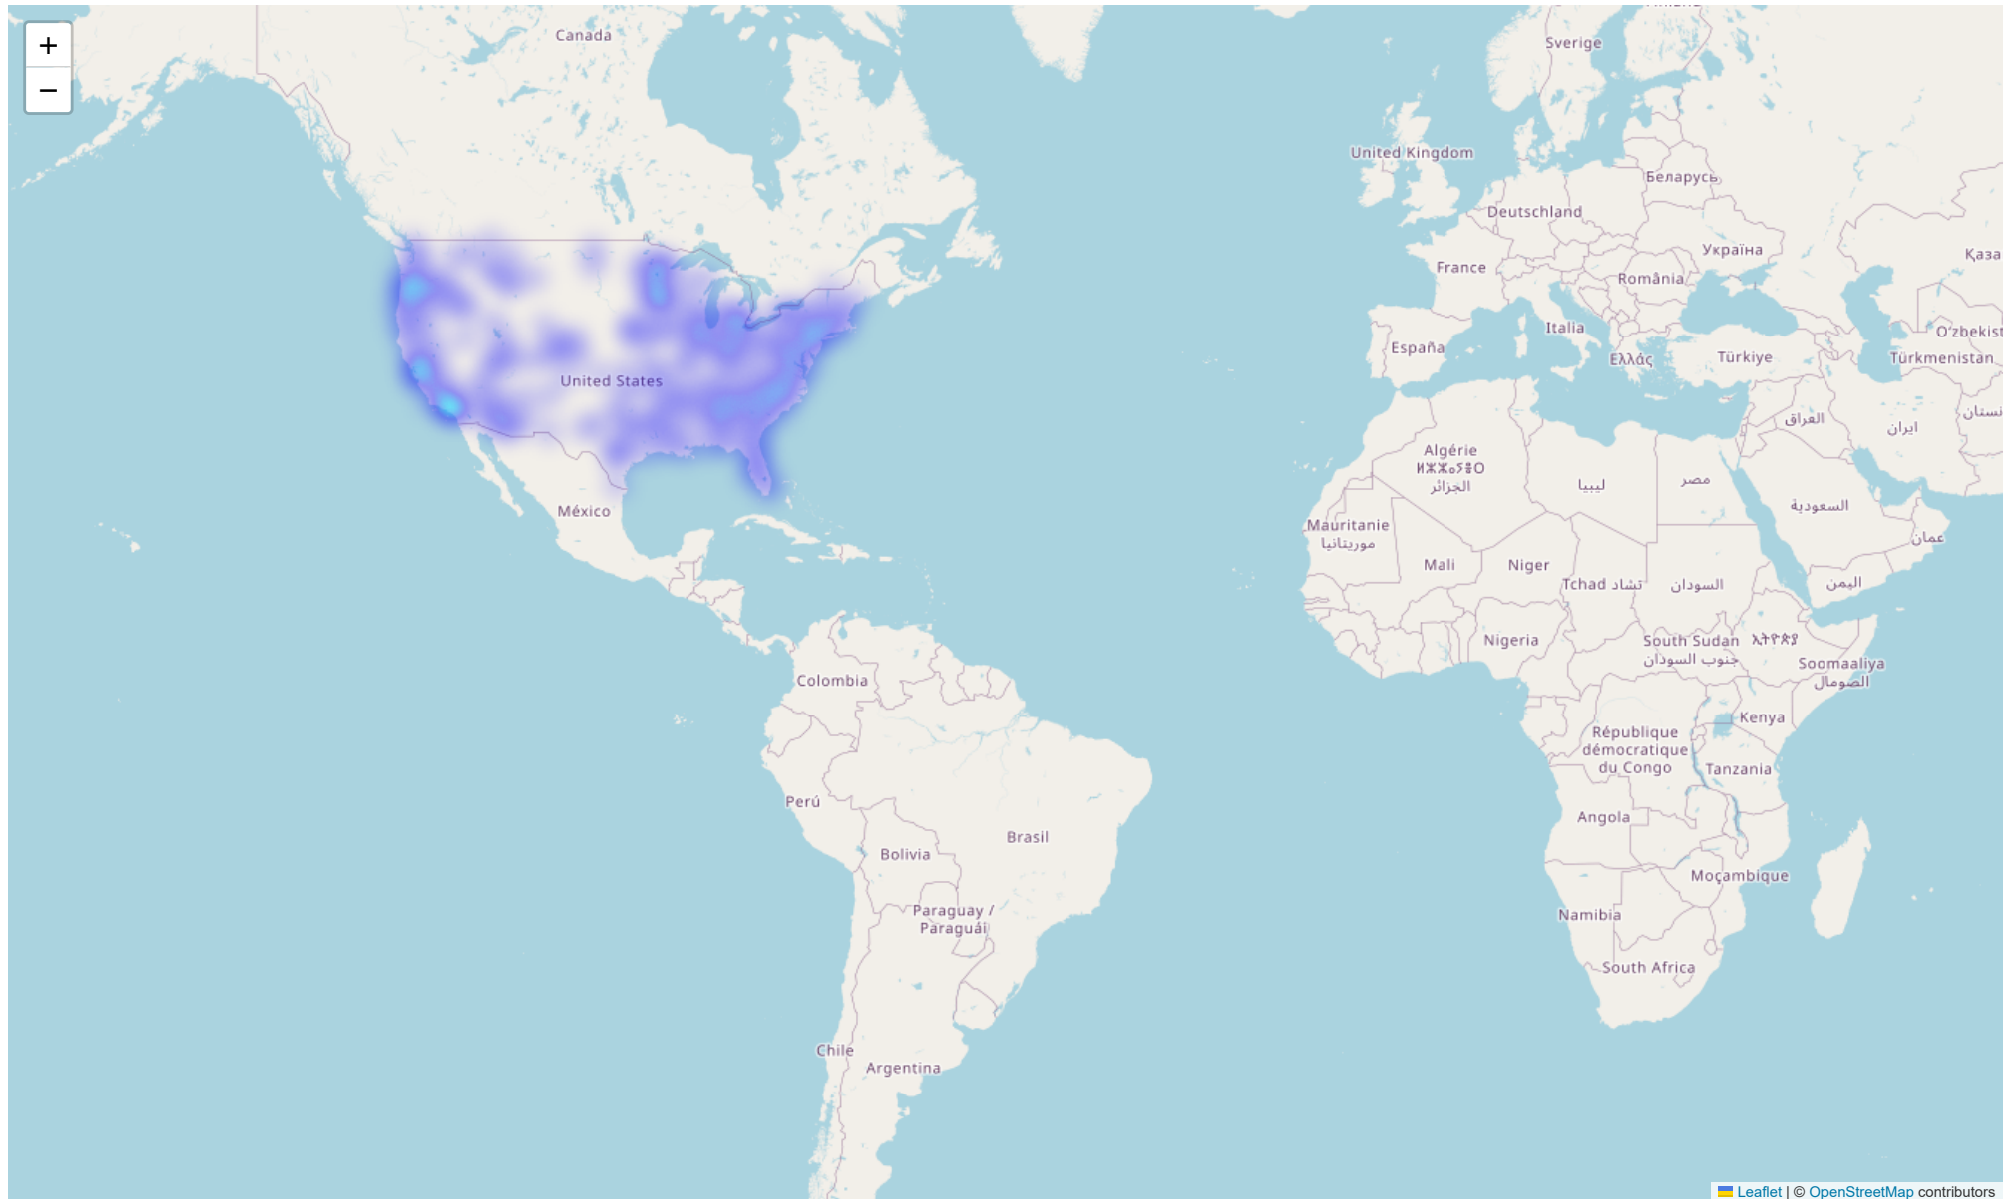 +
−
Canada
Sverige
United Kingdom
Беларусь
Deutschland
Україна
France
Қаза
România
Italia
O'zbekist
España
Ελλάς
Türkiye
Türkmenistan
United States
العراق
ایران
Algérie
ⵍⵣⵣⴰⵢⴻⵔ
الجزائر
ليبيا
مصر
السعودية
México
Mauritanie
موريتانيا
عمان
Mali
Niger
Tchad تشاد
السودان
اليمن
Nigeria
South Sudan
جنوب السودان
ኢትዮጵያ
Soomaaliya
الصومال
Colombia
Kenya
République
démocratique
du Congo
Tanzania
Perú
Angola
Brasil
Bolivia
Moçambique
Paraguay /
Paraguái
Namibia
South Africa
Chile
Argentina
Leaflet | © OpenStreetMap contributors